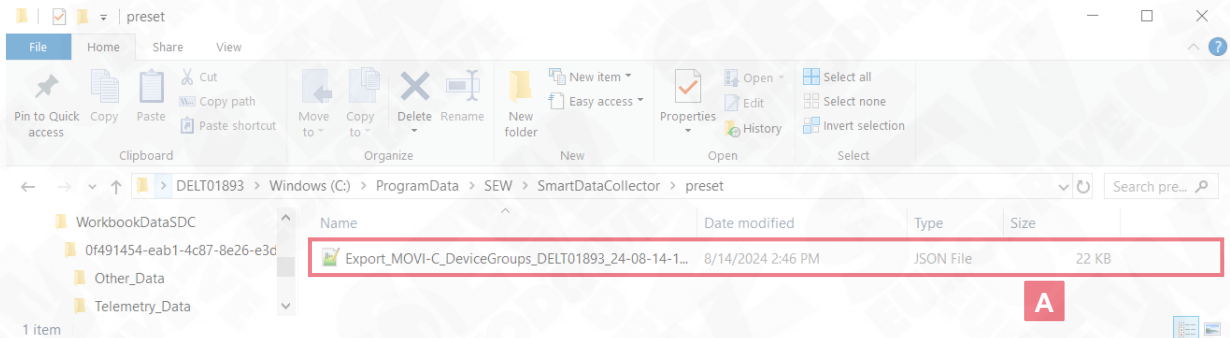 preset
File Home Share View
Pin to Quick access
Copy
Paste
Cut
Copy path
Paste shortcut
Clipboard
Move to
Copy to
Delete
Rename
Organize
New folder
New item
Easy access
New
Properties
Open
Edit
History
Open
Select all
Select none
Invert selection
Select
DELT01893 > Windows (C:) > ProgramData > SEW > SmartDataCollector > preset
Search pre...
WorkbookDataSDC
0f491454-eab1-4c87-8e26-e3d
Other_Data
Telemetry_Data
Name Date modified Type Size
Export_MOVI-C_DeviceGroups_DELT01893_24-08-14-1... 8/14/2024 2:46 PM JSON File 22 KB
A
1 item